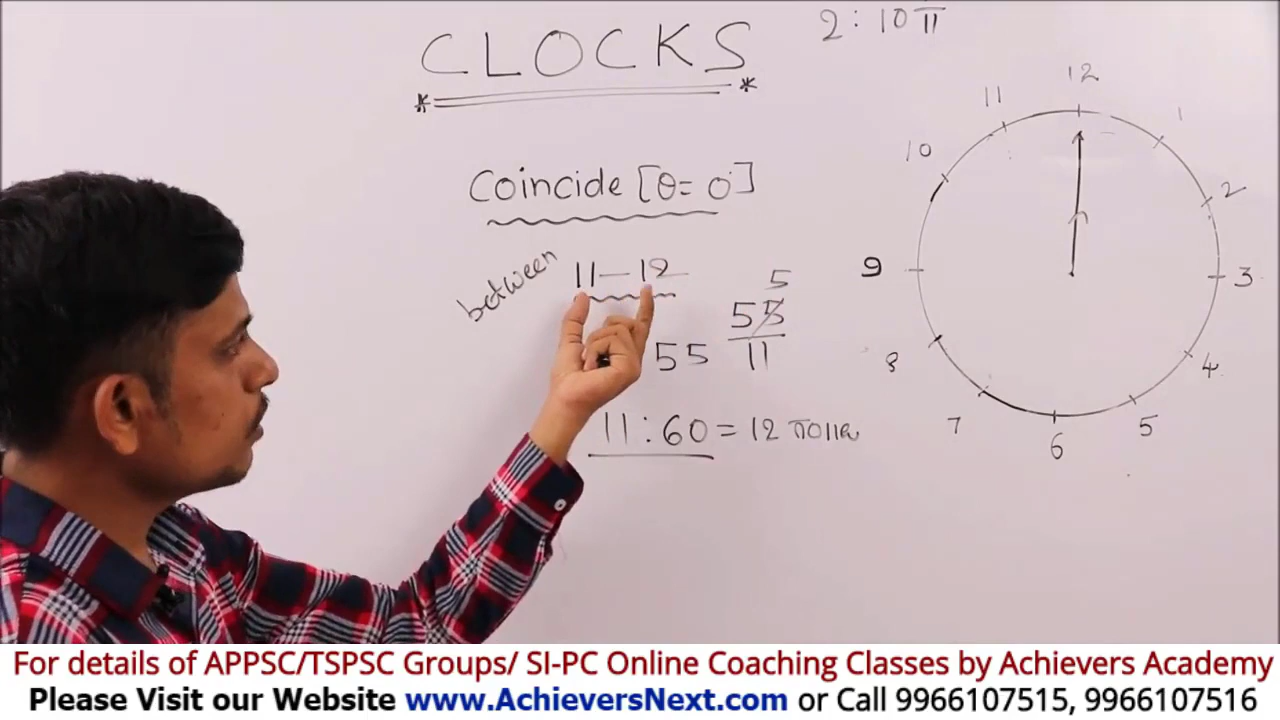 2 : 10 గ
CLOCKS
Coincide [θ = 0°]
between 11 – 12
5
55 55/11
11 : 60 = 12
12
1
2
3
4
5
6
7
8
9
10
11
For details of APPSC/TSPSC Groups/ SI-PC Online Coaching Classes by Achievers Academy
Please Visit our Website www.AchieversNext.com or Call 9966107515, 9966107516